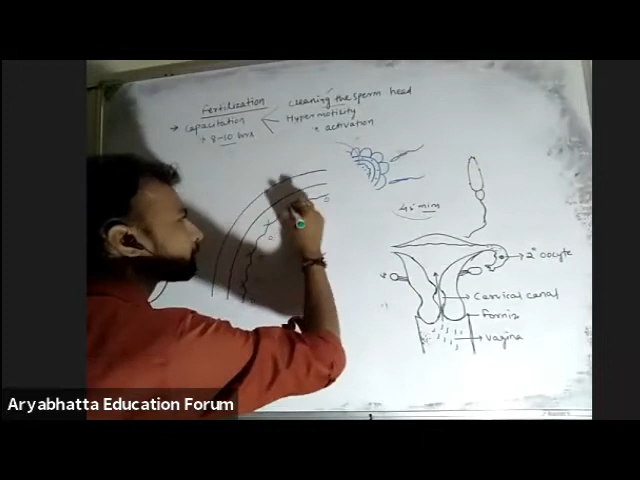 Fertilization
→ Capacitation
+ 8-10 hrs
Cleaning the sperm head
Hypermotility
activation
45 mim
2° oocyte
Cervical canal
Fornix
vagina
Aryabhatta Education Forum